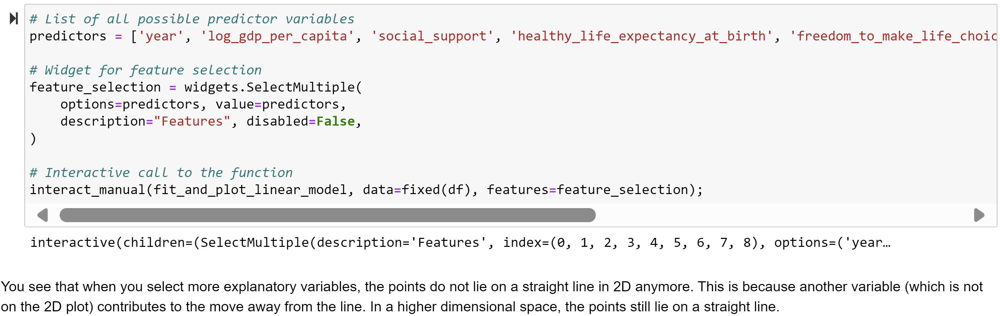 # List of all possible predictor variables
predictors = ['year', 'log_gdp_per_capita', 'social_support', 'healthy_life_expectancy_at_birth', 'freedom_to_make_life_choic
# Widget for feature selection
feature_selection = widgets.SelectMultiple(
    options=predictors, value=predictors,
    description="Features", disabled=False,
)
# Interactive call to the function
interact_manual(fit_and_plot_linear_model, data=fixed(df), features=feature_selection);
interactive(children=(SelectMultiple(description='Features', index=(0, 1, 2, 3, 4, 5, 6, 7, 8), options=('year…
You see that when you select more explanatory variables, the points do not lie on a straight line in 2D anymore. This is because another variable (which is not
on the 2D plot) contributes to the move away from the line. In a higher dimensional space, the points still lie on a straight line.